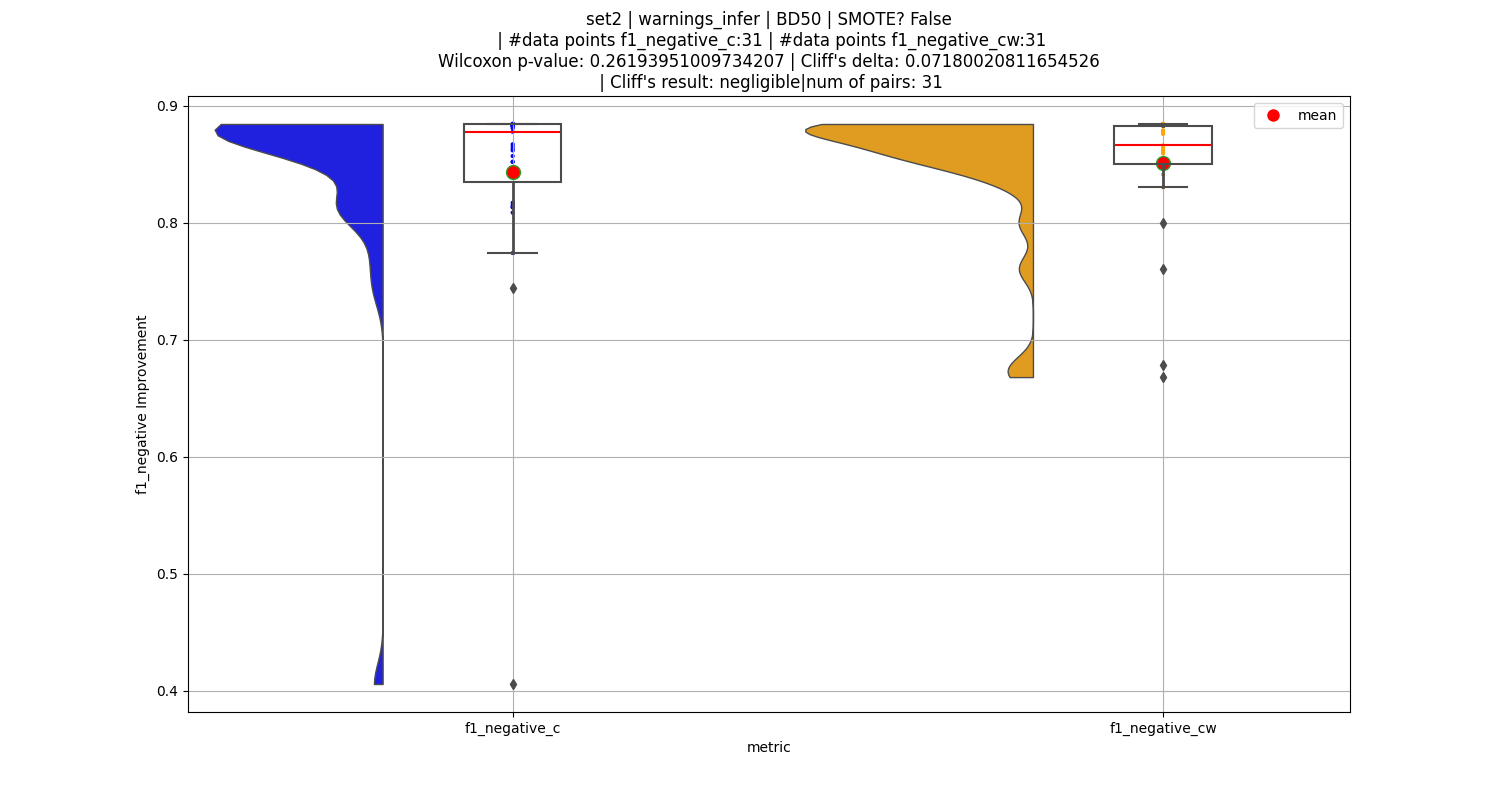 set2 | warnings_infer | BD50 | SMOTE? False
| #data points f1_negative_c:31 | #data points f1_negative_cw:31
Wilcoxon p-value: 0.26193951009734207 | Cliff's delta: 0.07180020811654526
| Cliff's result: negligible|num of pairs: 31
mean
0.9
0.8
0.7
0.6
0.5
0.4
f1_negative Improvement
f1_negative_c
f1_negative_cw
metric